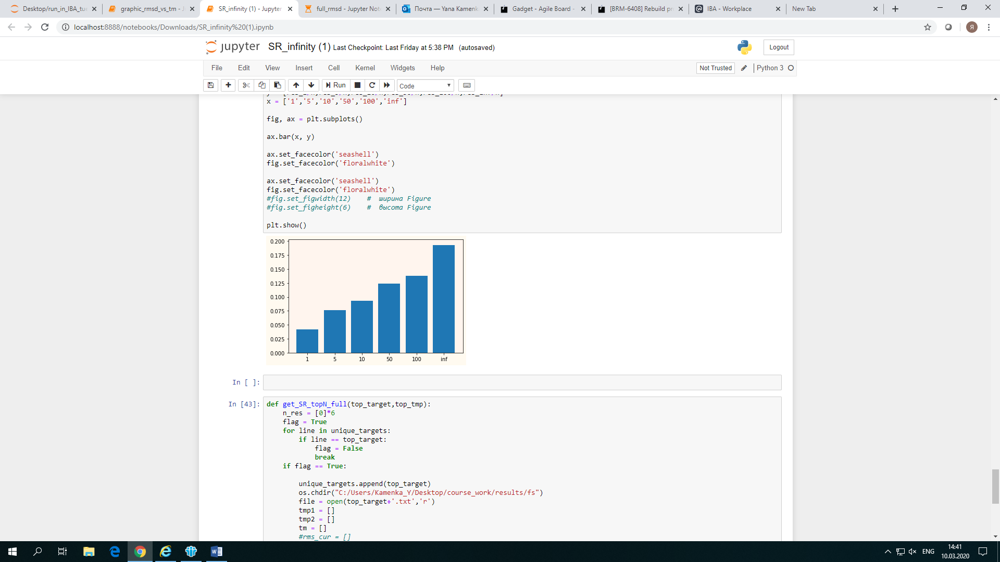 Desktop/run_in_IBA_tue
graphic_rmsd_vs_tm - J
SR_infinity (1) - Jupyter
full_rmsd - Jupyter Not
Почта — Yana Kamenk
Gadget - Agile Board -
[BRM-6408] Rebuild pr
IBA - Workplace
New Tab
localhost:8888/notebooks/Downloads/SR_infinity%20(1).ipynb
Я
jupyter SR_infinity (1) Last Checkpoint: Last Friday at 5:38 PM (autosaved)
Logout
File Edit View Insert Cell Kernel Widgets Help
Not Trusted
Python 3
Run
Code
x = ['1','5','10','50','100','inf']
fig, ax = plt.subplots()
ax.bar(x, y)
ax.set_facecolor('seashell')
fig.set_facecolor('floralwhite')
ax.set_facecolor('seashell')
fig.set_facecolor('floralwhite')
#fig.set_figwidth(12)    #  ширина Figure
#fig.set_figheight(6)    #  высота Figure
plt.show()
0.200
0.175
0.150
0.125
0.100
0.075
0.050
0.025
0.000
1 5 10 50 100 inf
In [ ]:
In [43]:
def get_SR_topN_full(top_target,top_tmp):
    n_res = [0]*6
    flag = True
    for line in unique_targets:
        if line == top_target:
            flag = False
            break
    if flag == True:
        unique_targets.append(top_target)
        os.chdir("C:/Users/Kamenka_Y/Desktop/course_work/results/fs")
        file = open(top_target+'.txt','r')
        tmp1 = []
        tmp2 = []
        tm = []
        #rms_cur = []
ENG
14:41
10.03.2020